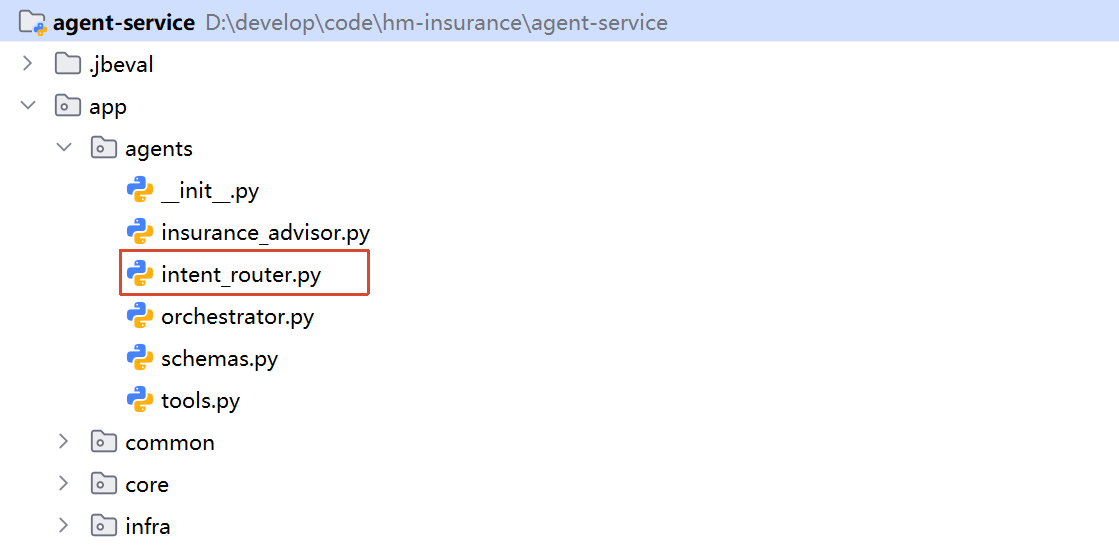 agent-service D:\develop\code\hm-insurance\agent-service
.jbeval
app
agents
__init__.py
insurance_advisor.py
intent_router.py
orchestrator.py
schemas.py
tools.py
common
core
infra